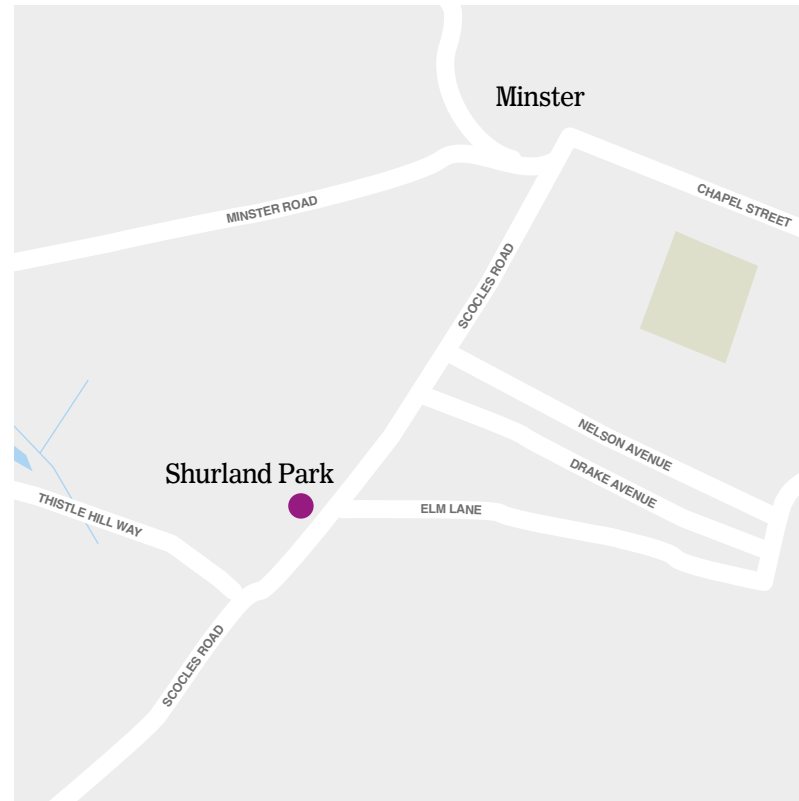 Minster
CHAPEL STREET
MINSTER ROAD
SCOCLES ROAD
NELSON AVENUE
DRAKE AVENUE
Shurland Park
THISTLE HILL WAY
ELM LANE
SCOCLES ROAD